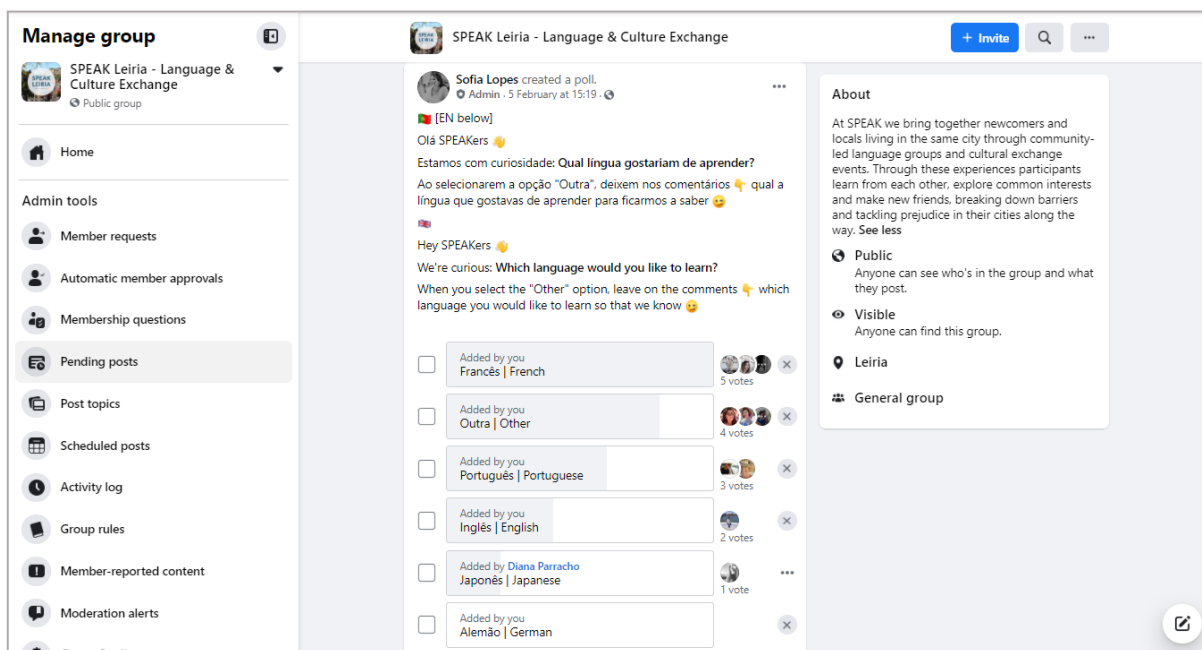 Manage group
SPEAK Leiria - Language &
Culture Exchange
Public group
Home
Admin tools
Member requests
Automatic member approvals
Membership questions
Pending posts
Post topics
Scheduled posts
Activity log
Group rules
Member-reported content
Moderation alerts
SPEAK Leiria - Language & Culture Exchange
+ Invite
Sofia Lopes created a poll.
Admin · 5 February at 15:19 ·
🇵🇹 [EN below]
Olá SPEAKers 👋
Estamos com curiosidade: Qual língua gostariam de aprender?
Ao selecionarem a opção "Outra", deixem nos comentários 👇 qual a
língua que gostavas de aprender para ficarmos a saber 😉
🇬🇧
Hey SPEAKers 👋
We're curious: Which language would you like to learn?
When you select the "Other" option, leave on the comments 👇 which
language you would like to learn so that we know 😉
Added by you
Francês | French
5 votes
Added by you
Outra | Other
4 votes
Added by you
Português | Portuguese
3 votes
Added by you
Inglês | English
2 votes
Added by Diana Parracho
Japonês | Japanese
1 vote
Added by you
Alemão | German
About
At SPEAK we bring together newcomers and
locals living in the same city through community-
led language groups and cultural exchange
events. Through these experiences participants
learn from each other, explore common interests
and make new friends, breaking down barriers
and tackling prejudice in their cities along the
way. See less
Public
Anyone can see who's in the group and what
they post.
Visible
Anyone can find this group.
Leiria
General group